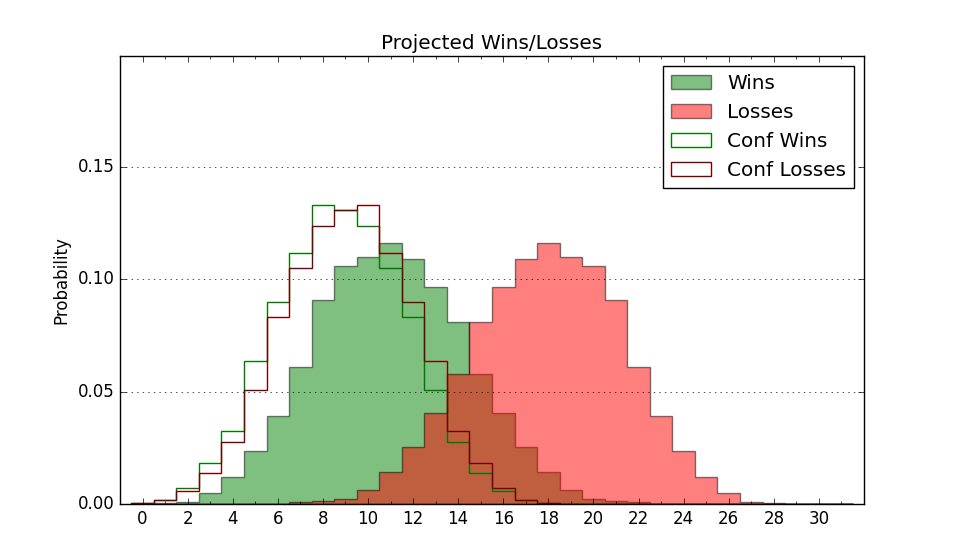 Projected Wins/Losses
Wins
Losses
Conf Wins
Conf Losses
Probability
0.15
0.10
0.05
0.00
0 2 4 6 8 10 12 14 16 18 20 22 24 26 28 30